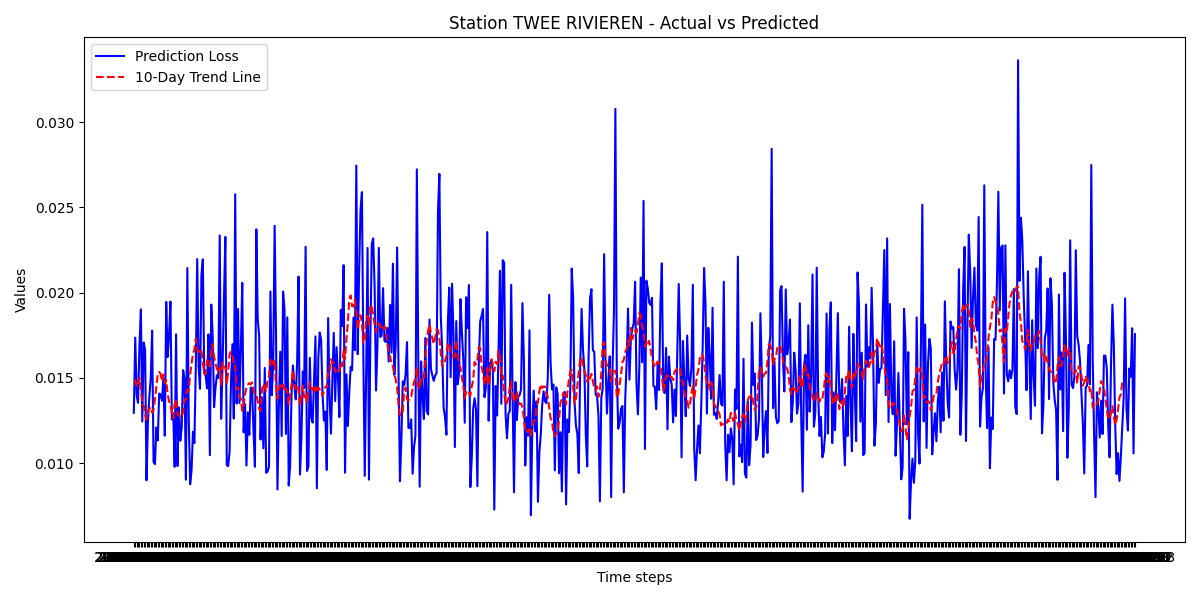 Station TWEE RIVIEREN - Actual vs Predicted
Prediction Loss
10-Day Trend Line
0.030
0.025
0.020
0.015
0.010
Values
Time steps